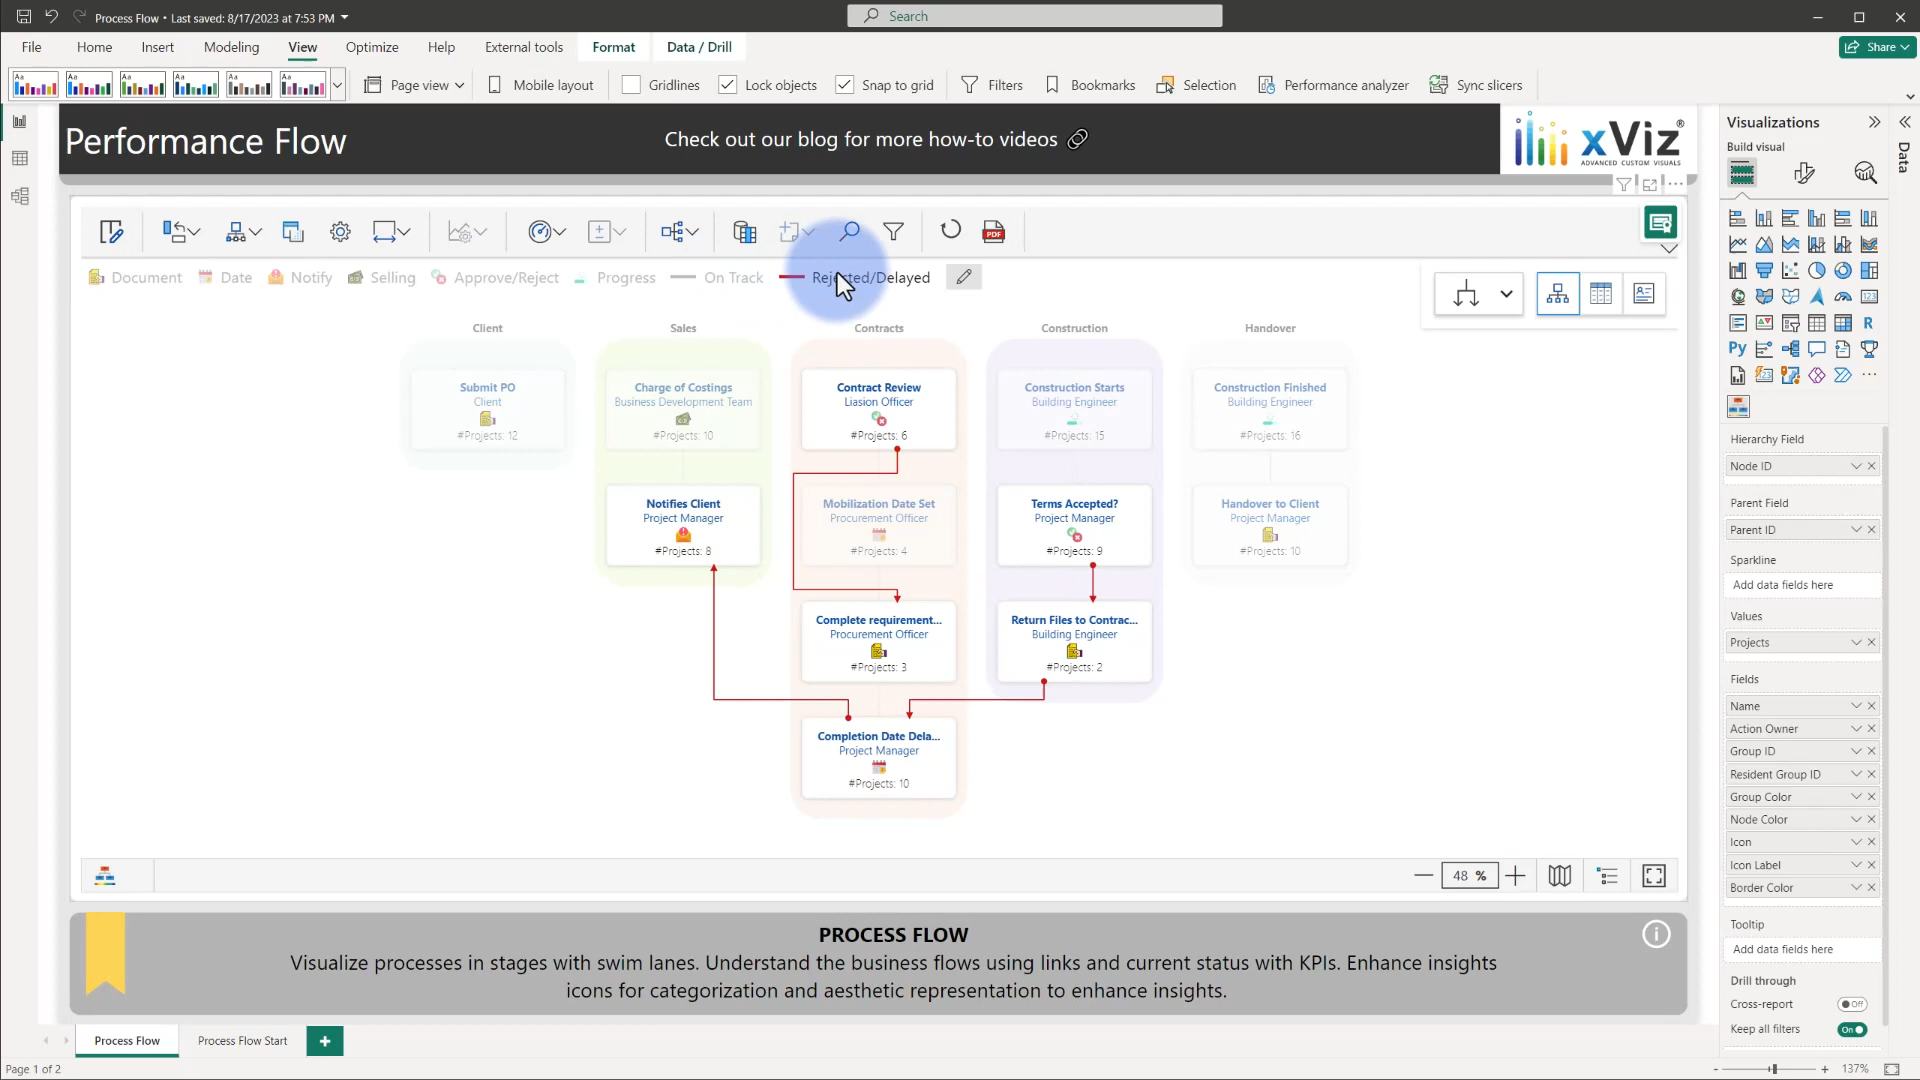 Process Flow • Last saved: 8/17/2023 at 7:53 PM
Search
File Home Insert Modeling View Optimize Help External tools Format Data / Drill
Share
Aa Aa Aa Aa Aa Aa
Page view Mobile layout Gridlines Lock objects Snap to grid Filters Bookmarks Selection Performance analyzer Sync slicers
Performance Flow
Check out our blog for more how-to videos
xViz®
ADVANCED CUSTOM VISUALS
PDF
Document Date Notify Selling Approve/Reject Progress On Track Rejected/Delayed
Client Sales Contracts Construction Handover
Submit PO
Client
#Projects: 12
Charge of Costings
Business Development Team
#Projects: 10
Contract Review
Liasion Officer
#Projects: 6
Construction Starts
Building Engineer
#Projects: 15
Construction Finished
Building Engineer
#Projects: 16
Notifies Client
Project Manager
#Projects: 8
Mobilization Date Set
Procurement Officer
#Projects: 4
Terms Accepted?
Project Manager
#Projects: 9
Handover to Client
Project Manager
#Projects: 10
Complete requirement...
Procurement Officer
#Projects: 3
Return Files to Contrac...
Building Engineer
#Projects: 2
Completion Date Dela...
Project Manager
#Projects: 10
48 %
PROCESS FLOW
Visualize processes in stages with swim lanes. Understand the business flows using links and current status with KPIs. Enhance insights
icons for categorization and aesthetic representation to enhance insights.
Process Flow Process Flow Start
Page 1 of 2
137%
Visualizations
Build visual
Data
123
R
Py
Hierarchy Field
Node ID
Parent Field
Parent ID
Sparkline
Add data fields here
Values
Projects
Fields
Name
Action Owner
Group ID
Resident Group ID
Group Color
Node Color
Icon
Icon Label
Border Color
Tooltip
Add data fields here
Drill through
Cross-report Off
Keep all filters On